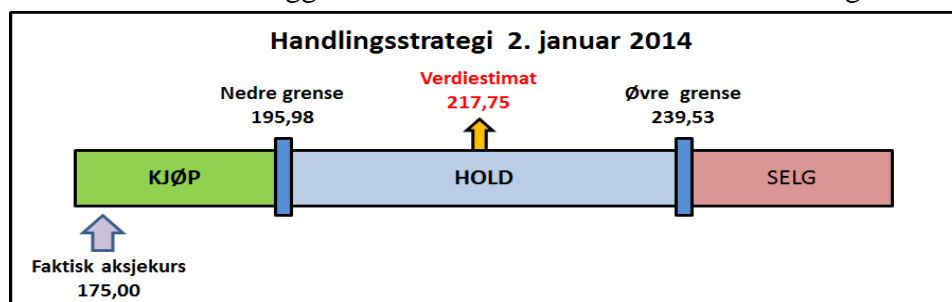 Handlingsstrategi 2. januar 2014
Verdiestimat
217,75
Nedre grense
195,98
Øvre grense
239,53
KJØP
HOLD
SELG
Faktisk aksjekurs
175,00